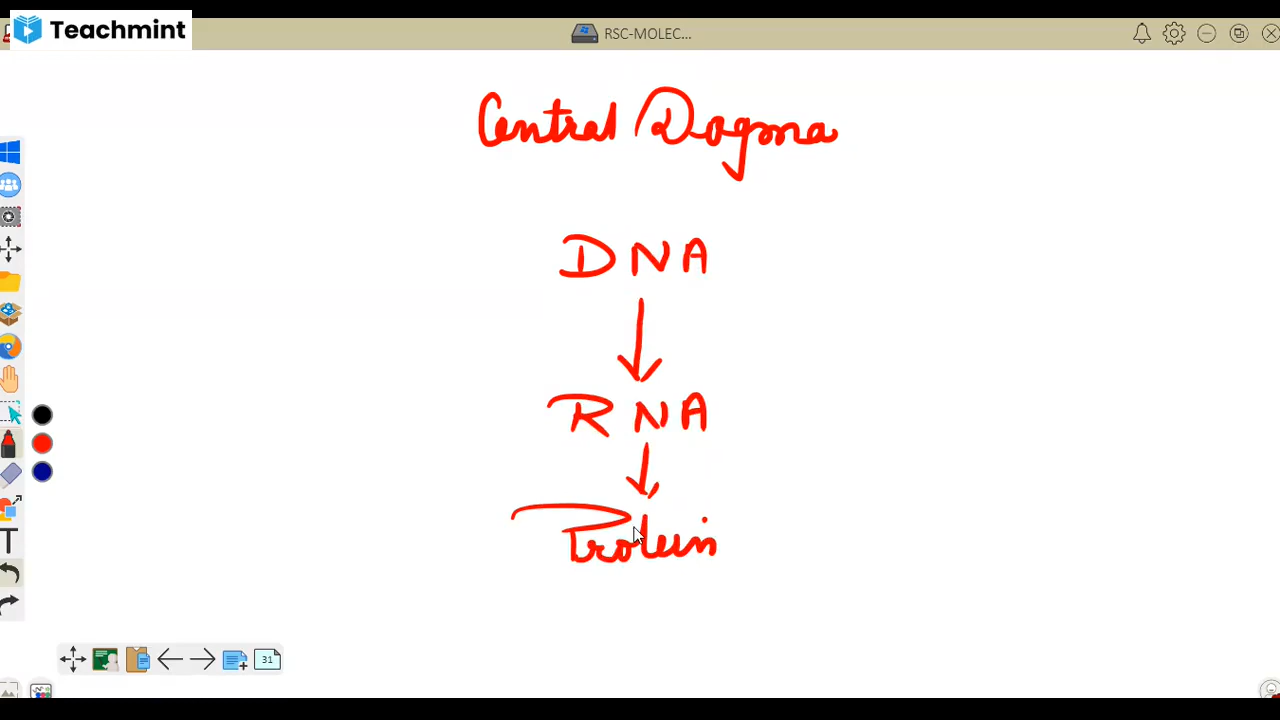 Teachmint
RSC-MOLEC...
Central Dogma
DNA
RNA
Protein
T
31